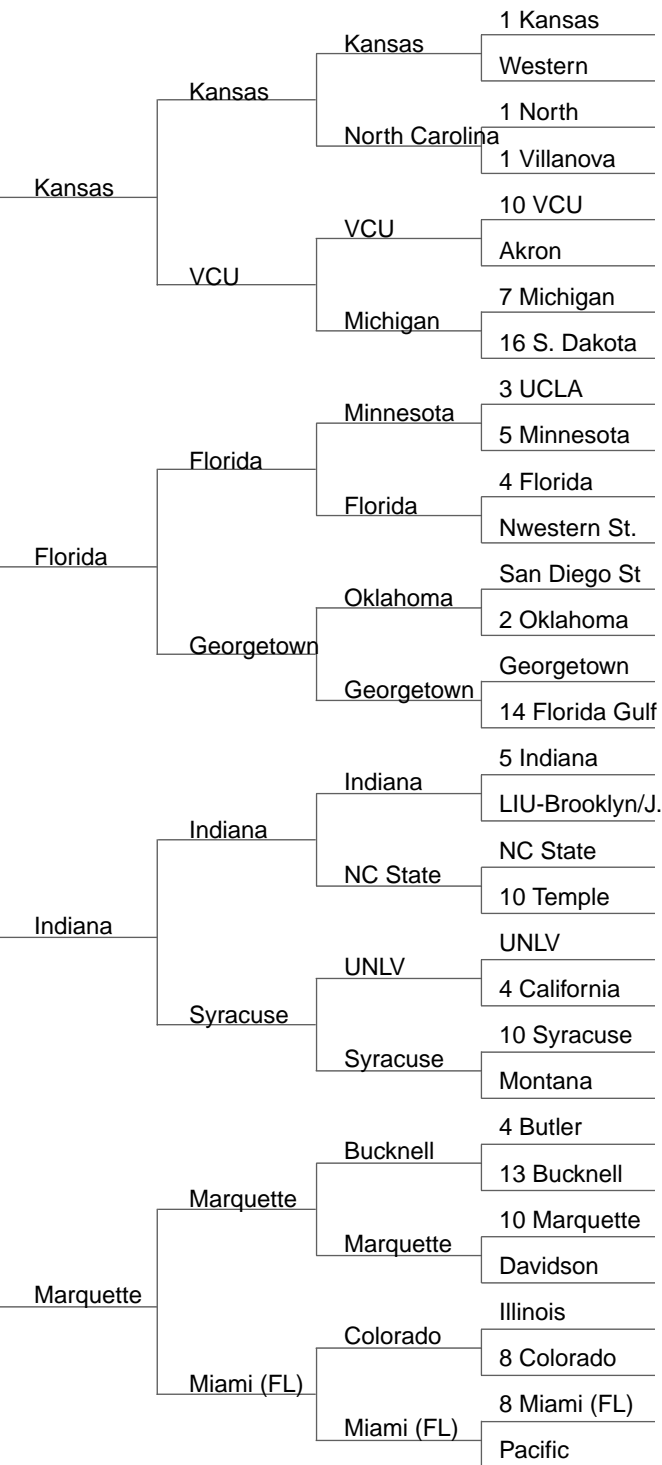 1 Kansas
Kansas
Western
Kansas
1 North
North Carolina
1 Villanova
Kansas
10 VCU
VCU
Akron
VCU
7 Michigan
Michigan
16 S. Dakota
3 UCLA
Minnesota
5 Minnesota
Florida
4 Florida
Florida
Nwestern St.
Florida
San Diego St
Oklahoma
2 Oklahoma
Georgetown
Georgetown
Georgetown
14 Florida Gulf
5 Indiana
Indiana
LIU-Brooklyn/J.
Indiana
NC State
NC State
10 Temple
Indiana
UNLV
UNLV
4 California
Syracuse
10 Syracuse
Syracuse
Montana
4 Butler
Bucknell
13 Bucknell
Marquette
10 Marquette
Marquette
Davidson
Marquette
Illinois
Colorado
8 Colorado
Miami (FL)
8 Miami (FL)
Miami (FL)
Pacific